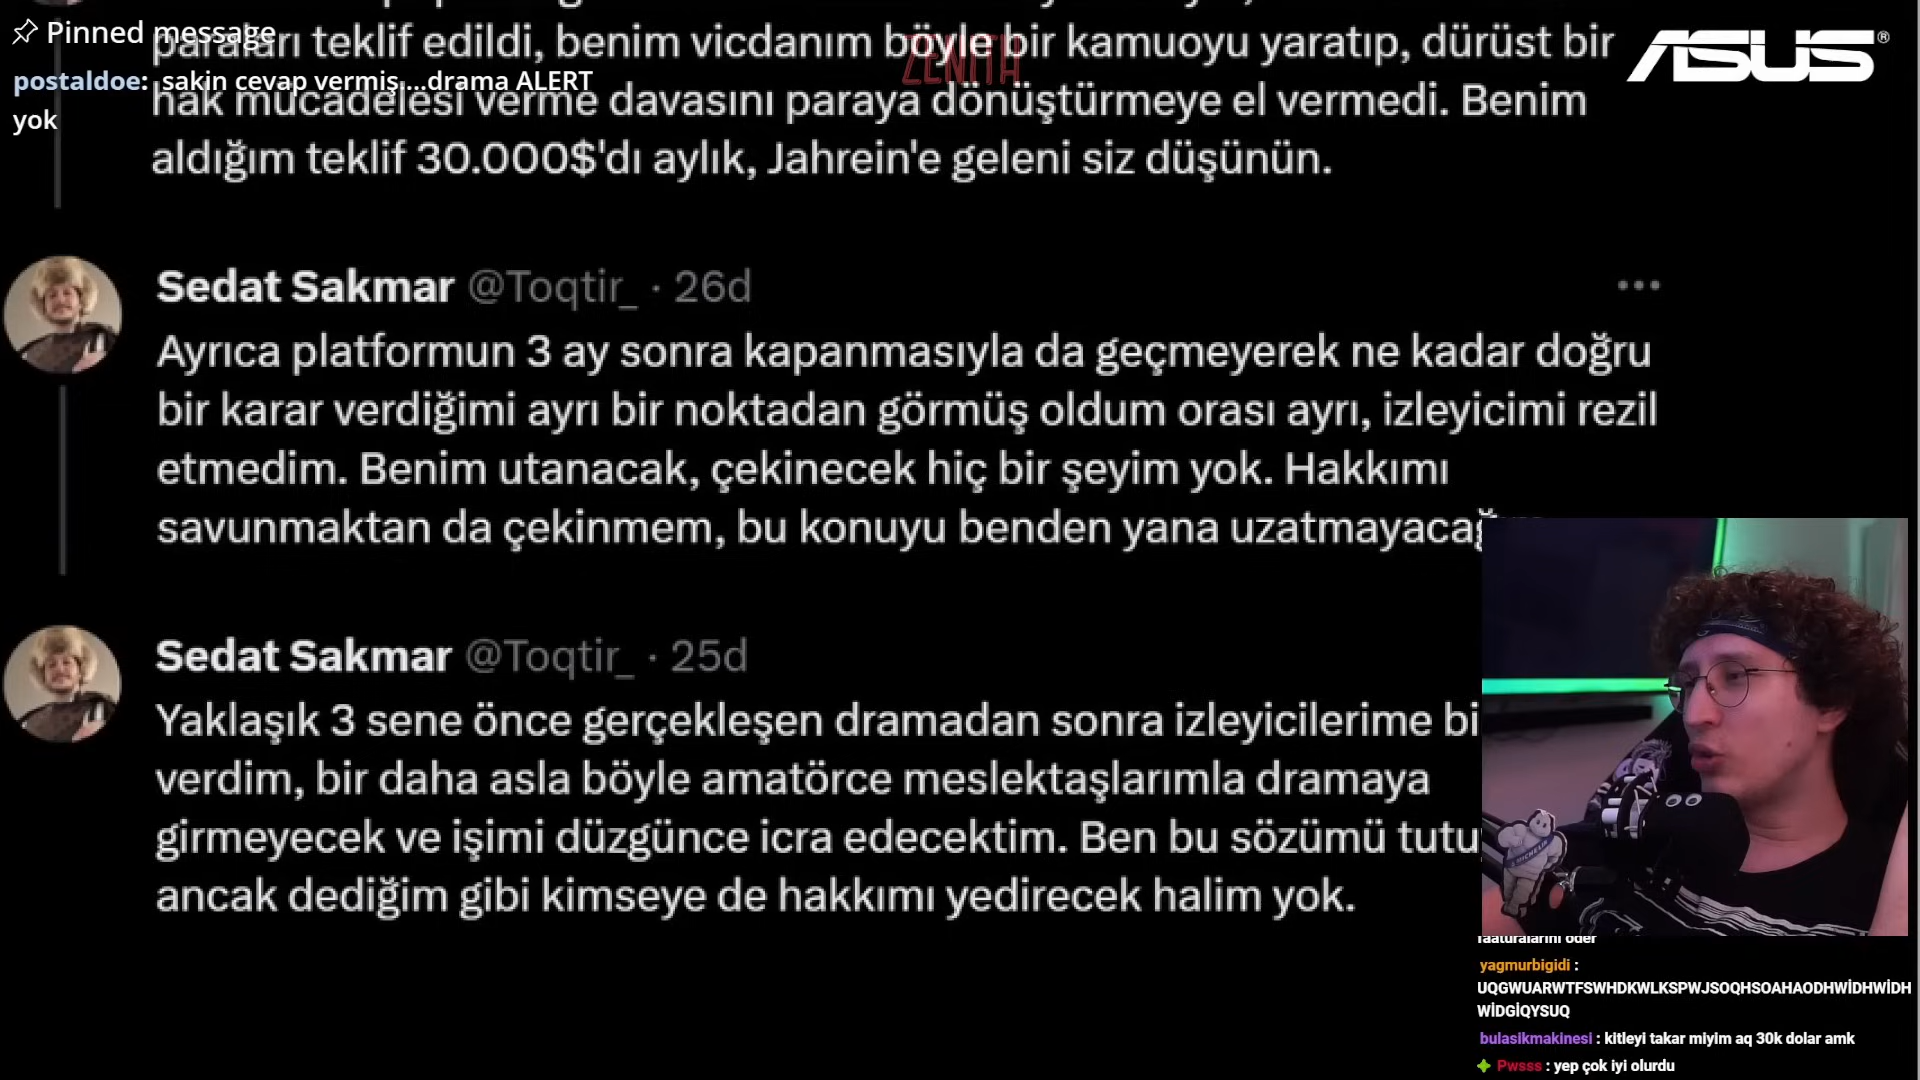 Pinned message
postaldoe: sakin cevap vermiş...drama ALERT
yok
paraları teklif edildi, benim vicdanım böyle bir kamuoyu yaratıp, dürüst bir
hak mücadelesi verme davasını paraya dönüştürmeye el vermedi. Benim
aldığım teklif 30.000$'dı aylık, Jahrein'e geleni siz düşünün.
ZENITH
ASUS®
Sedat Sakmar @Toqtir_ · 26d
Ayrıca platformun 3 ay sonra kapanmasıyla da geçmeyerek ne kadar doğru
bir karar verdiğimi ayrı bir noktadan görmüş oldum orası ayrı, izleyicimi rezil
etmedim. Benim utanacak, çekinecek hiç bir şeyim yok. Hakkımı
savunmaktan da çekinmem, bu konuyu benden yana
Sedat Sakmar @Toqtir_ · 25d
Yaklaşık 3 sene önce gerçekleşen dramadan sonra izleyicilerime bi
verdim, bir daha asla böyle amatörce meslektaşlarımla dramaya
girmeyecek ve işimi düzgünce icra edecektim. Ben bu sözümü tutu
ancak dediğim gibi kimseye de hakkımı yedirecek halim yok.
MICHELIN
yagmurbigidi :
UQGWUARWTFSWHDKWLKSPWJSOQHSOAHAODHWİDHWİDH
WİDGİQYSUQ
bulasikmakinesi : kitleyi takar miyim aq 30k dolar amk
Pwsss : yep çok iyi olurdu